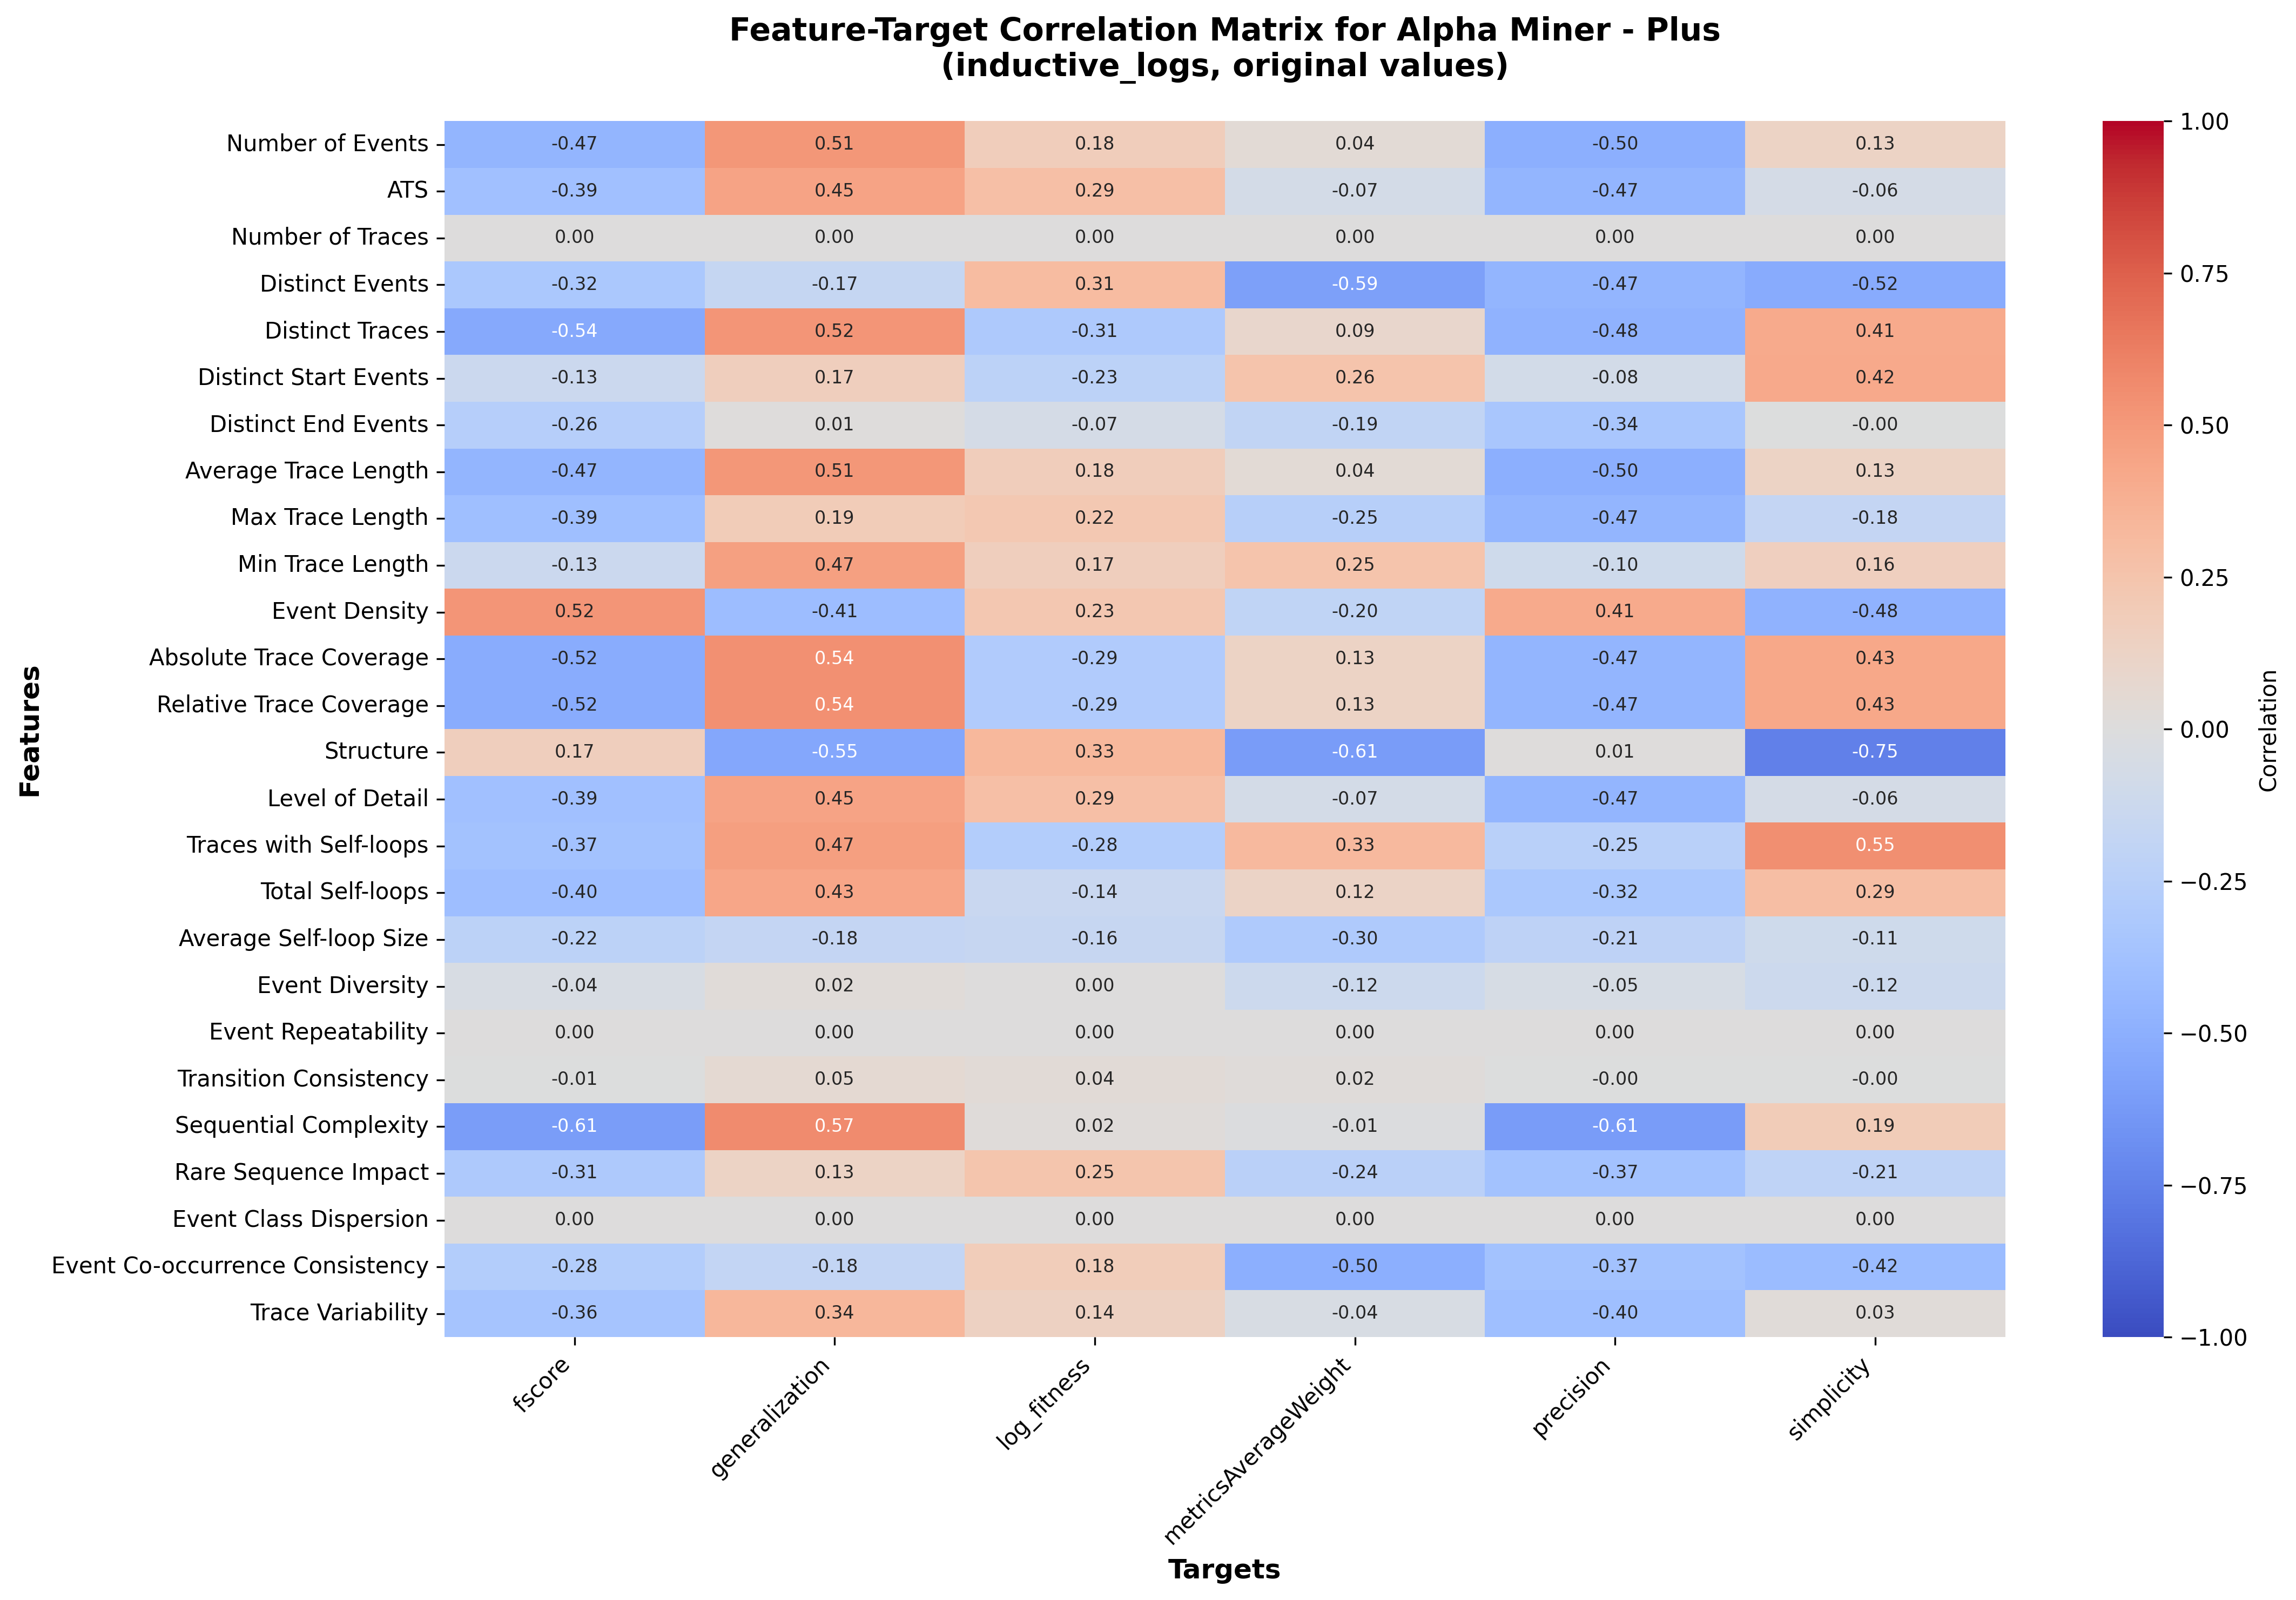 Feature-Target Correlation Matrix for Alpha Miner - Plus
(inductive_logs, original values)
Features
Number of Events -0.47 0.51 0.18 0.04 -0.50 0.13
ATS -0.39 0.45 0.29 -0.07 -0.47 -0.06
Number of Traces 0.00 0.00 0.00 0.00 0.00 0.00
Distinct Events -0.32 -0.17 0.31 -0.59 -0.47 -0.52
Distinct Traces -0.54 0.52 -0.31 0.09 -0.48 0.41
Distinct Start Events -0.13 0.17 -0.23 0.26 -0.08 0.42
Distinct End Events -0.26 0.01 -0.07 -0.19 -0.34 -0.00
Average Trace Length -0.47 0.51 0.18 0.04 -0.50 0.13
Max Trace Length -0.39 0.19 0.22 -0.25 -0.47 -0.18
Min Trace Length -0.13 0.47 0.17 0.25 -0.10 0.16
Event Density 0.52 -0.41 0.23 -0.20 0.41 -0.48
Absolute Trace Coverage -0.52 0.54 -0.29 0.13 -0.47 0.43
Relative Trace Coverage -0.52 0.54 -0.29 0.13 -0.47 0.43
Structure 0.17 -0.55 0.33 -0.61 0.01 -0.75
Level of Detail -0.39 0.45 0.29 -0.07 -0.47 -0.06
Traces with Self-loops -0.37 0.47 -0.28 0.33 -0.25 0.55
Total Self-loops -0.40 0.43 -0.14 0.12 -0.32 0.29
Average Self-loop Size -0.22 -0.18 -0.16 -0.30 -0.21 -0.11
Event Diversity -0.04 0.02 0.00 -0.12 -0.05 -0.12
Event Repeatability 0.00 0.00 0.00 0.00 0.00 0.00
Transition Consistency -0.01 0.05 0.04 0.02 -0.00 -0.00
Sequential Complexity -0.61 0.57 0.02 -0.01 -0.61 0.19
Rare Sequence Impact -0.31 0.13 0.25 -0.24 -0.37 -0.21
Event Class Dispersion 0.00 0.00 0.00 0.00 0.00 0.00
Event Co-occurrence Consistency -0.28 -0.18 0.18 -0.50 -0.37 -0.42
Trace Variability -0.36 0.34 0.14 -0.04 -0.40 0.03
fscore generalization log_fitness metricsAverageWeight precision simplicity
Targets
1.00
0.75
0.50
0.25
0.00
−0.25
−0.50
−0.75
−1.00
Correlation